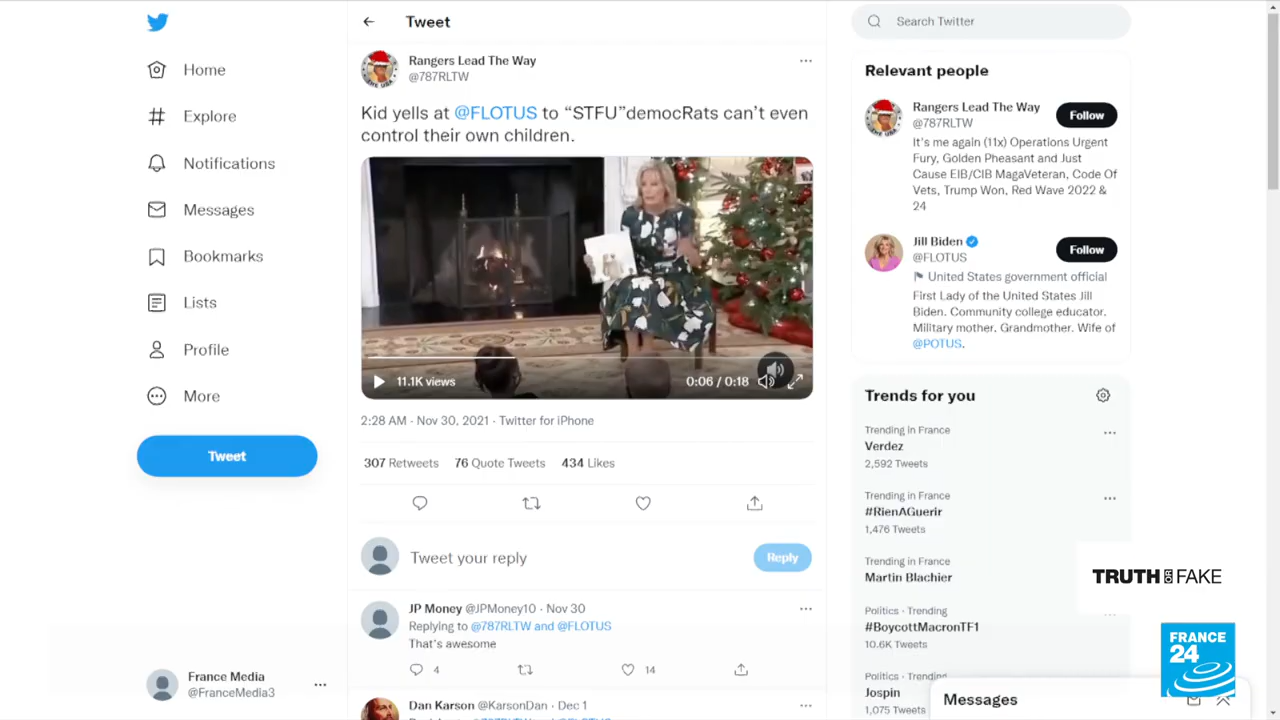 Home
Explore
Notifications
Messages
Bookmarks
Lists
Profile
More
Tweet
France Media
@FranceMedia3
Tweet
Rangers Lead The Way
@787RLTW
Kid yells at @FLOTUS to “STFU”democRats can’t even
control their own children.
11.1K views
0:06 / 0:18
2:28 AM · Nov 30, 2021 · Twitter for iPhone
307 Retweets 76 Quote Tweets 434 Likes
Tweet your reply
Reply
JP Money @JPMoney10 · Nov 30
Replying to @787RLTW and @FLOTUS
That's awesome
4
14
Dan Karson @KarsonDan · Dec 1
Search Twitter
Relevant people
Rangers Lead The Way
@787RLTW
Follow
It's me again (11x) Operations Urgent
Fury, Golden Pheasant and Just
Cause EIB/CIB MagaVeteran, Code Of
Vets, Trump Won, Red Wave 2022 &
24
Jill Biden
@FLOTUS
Follow
United States government official
First Lady of the United States Jill
Biden. Community college educator.
Military mother. Grandmother. Wife of
@POTUS.
Trends for you
Trending in France
Verdez
2,592 Tweets
Trending in France
#RienAGuerir
1,476 Tweets
Trending in France
Martin Blachier
Politics · Trending
#BoycottMacronTF1
10.6K Tweets
Politics · Trending
Jospin
1,075 Tweets
TRUTH OR FAKE
FRANCE
24
Messages